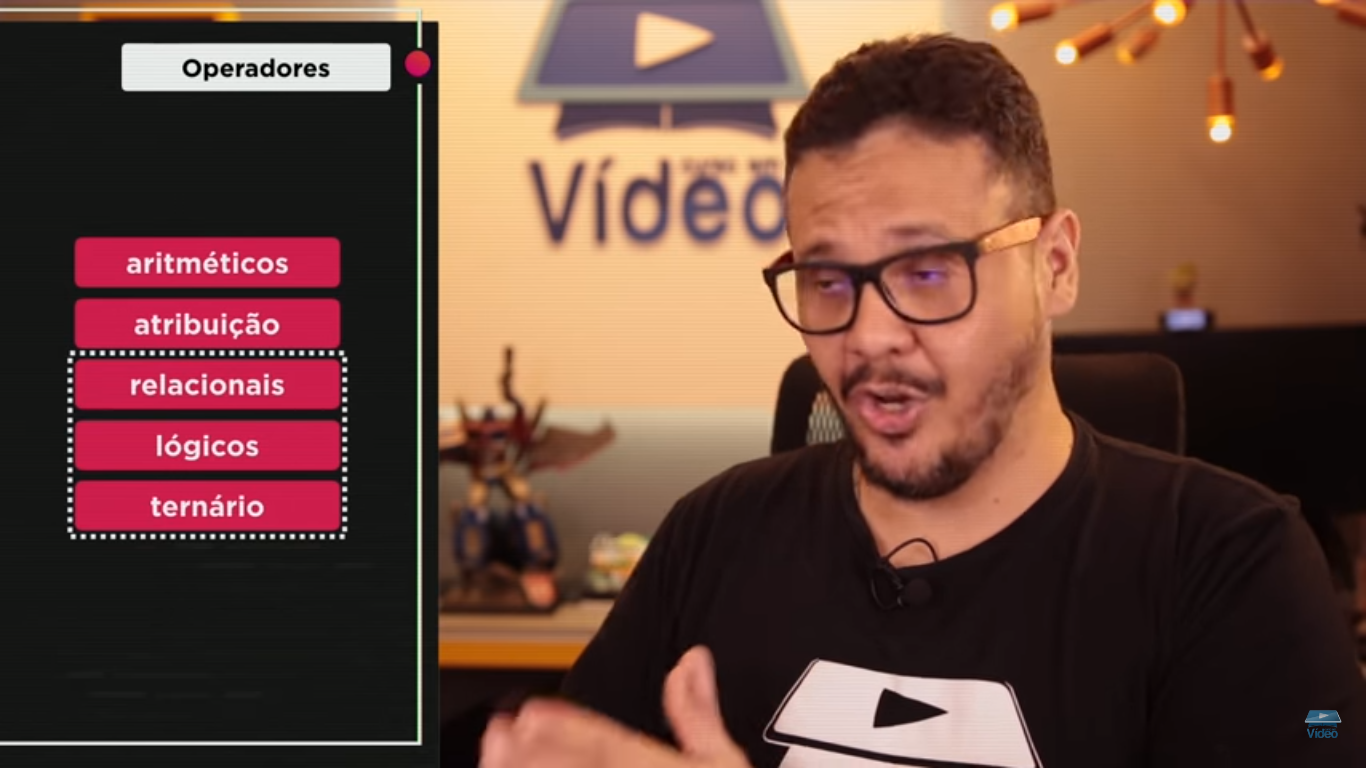 Operadores
aritméticos
atribuição
relacionais
lógicos
ternário
Vídeo
Vídeo